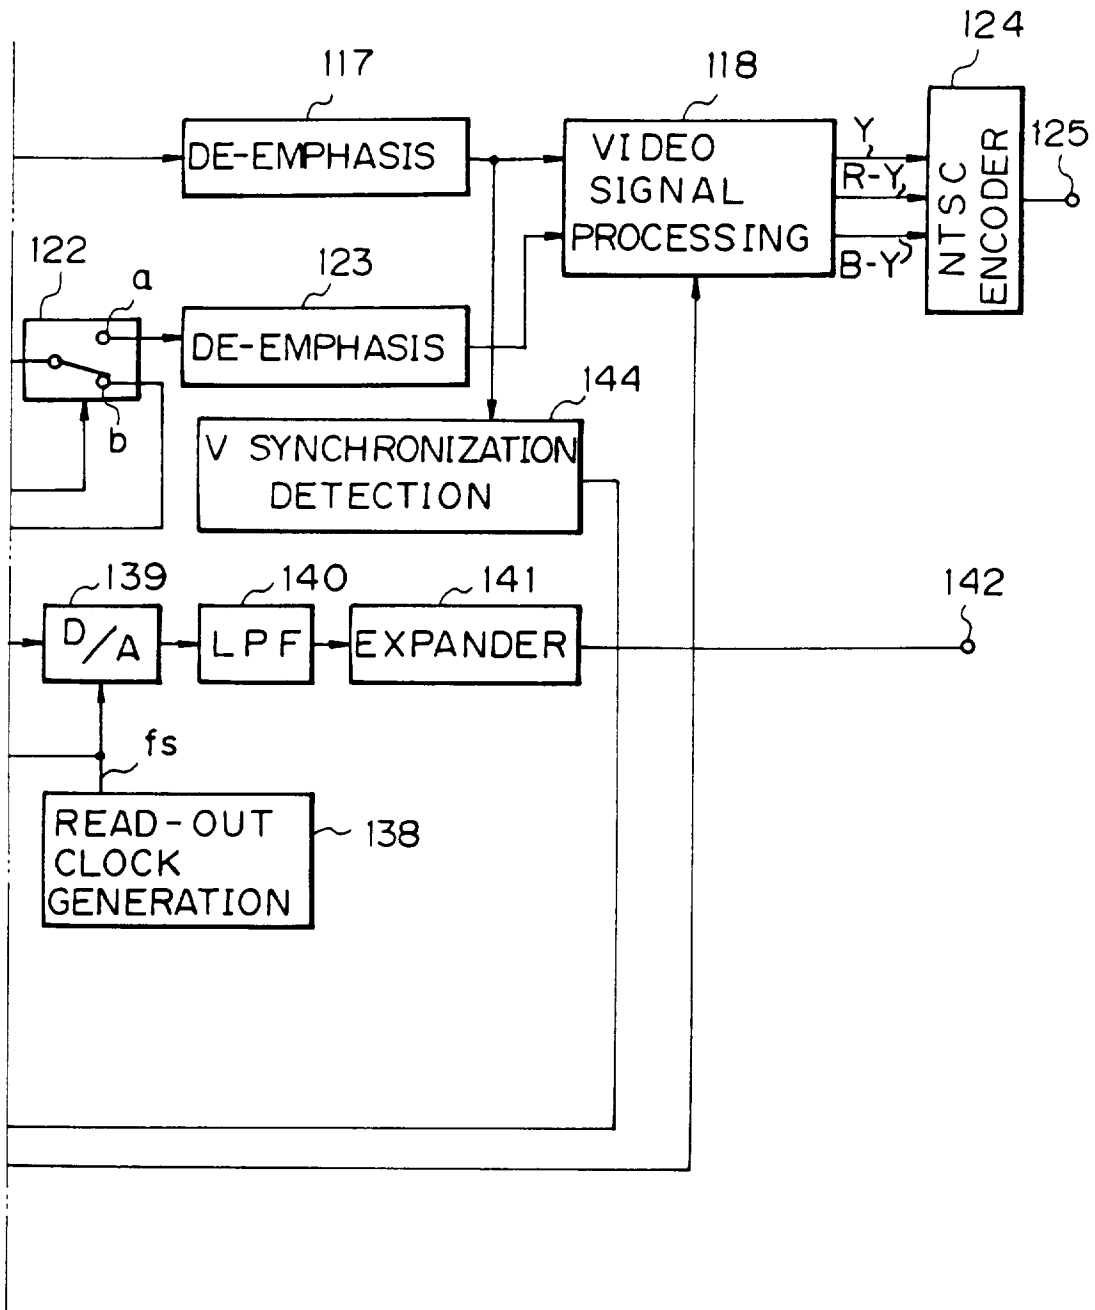 124
117
118
125
DE-EMPHASIS
VIDEO
SIGNAL
PROCESSING
Y
R-Y
B-Y
NTSC
ENCODER
122
a
123
DE-EMPHASIS
b
144
V SYNCHRONIZATION
DETECTION
139
140
141
142
D/A
LPF
EXPANDER
fs
READ-OUT
CLOCK
GENERATION
138